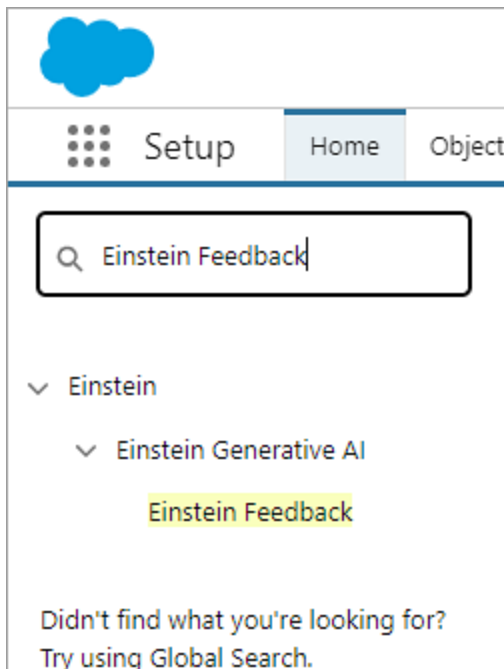 Setup
Home
Object
Einstein Feedback
Einstein
Einstein Generative AI
Einstein Feedback
Didn't find what you're looking for?
Try using Global Search.